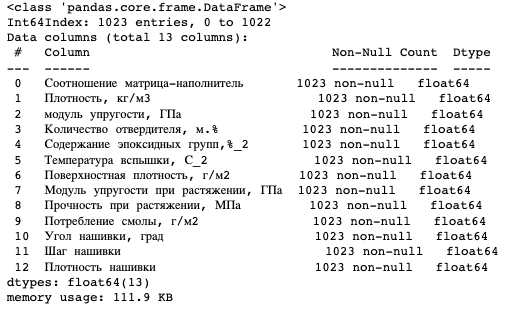 <class 'pandas.core.frame.DataFrame'>
Int64Index: 1023 entries, 0 to 1022
Data columns (total 13 columns):
#   Column   Non-Null Count   Dtype
---  ------   --------------   -----
0   Соотношение матрица-наполнитель   1023 non-null   float64
1   Плотность, кг/м3   1023 non-null   float64
2   модуль упругости, ГПа   1023 non-null   float64
3   Количество отвердителя, м.%   1023 non-null   float64
4   Содержание эпоксидных групп,%_2   1023 non-null   float64
5   Температура вспышки, С_2   1023 non-null   float64
6   Поверхностная плотность, г/м2   1023 non-null   float64
7   Модуль упругости при растяжении, ГПа   1023 non-null   float64
8   Прочность при растяжении, МПа   1023 non-null   float64
9   Потребление смолы, г/м2   1023 non-null   float64
10   Угол нашивки, град   1023 non-null   float64
11   Шаг нашивки   1023 non-null   float64
12   Плотность нашивки   1023 non-null   float64
dtypes: float64(13)
memory usage: 111.9 KB